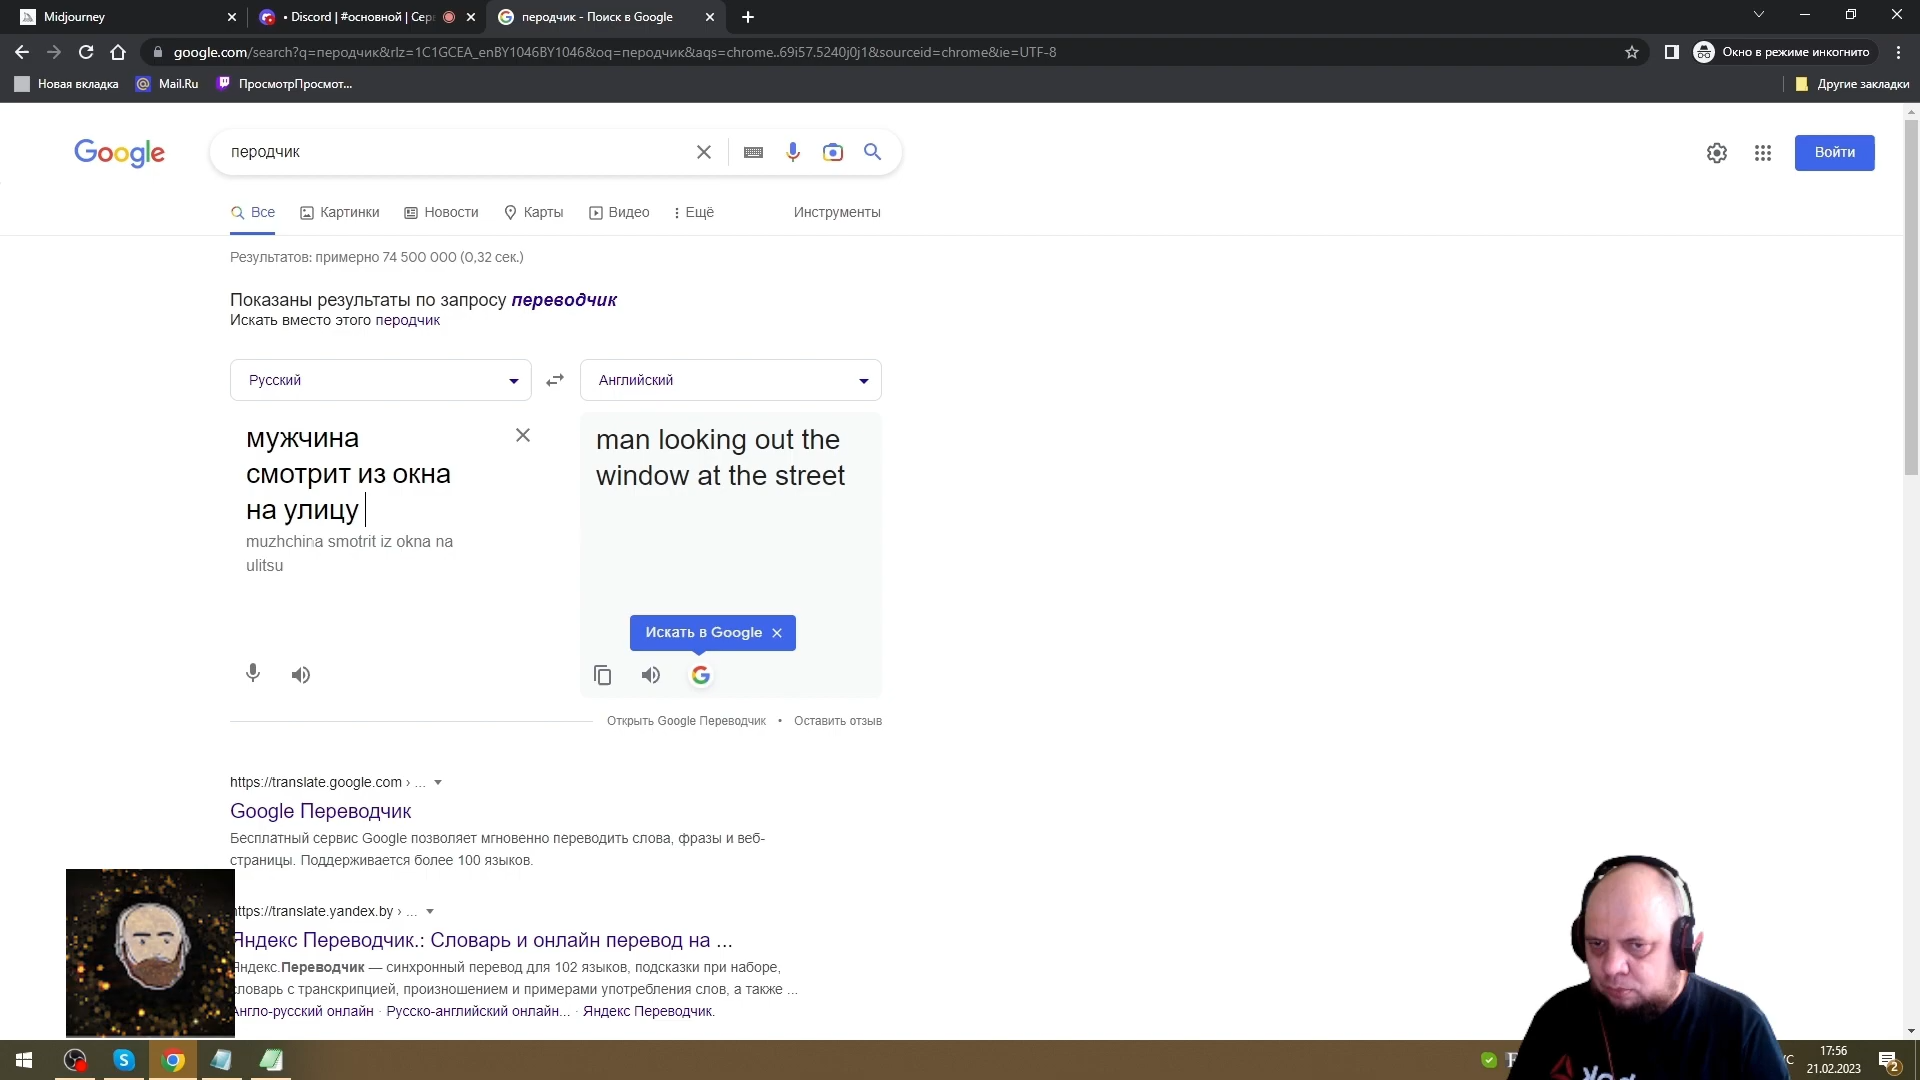 Midjourney
• Discord | #основной | Сер
перодчик - Поиск в Google
google.com/search?q=перодчик&rlz=1C1GCEA_enBY1046BY1046&oq=перодчик&aqs=chrome..69i57.5240j0j1&sourceid=chrome&ie=UTF-8
Окно в режиме инкогнито
Новая вкладка
Mail.Ru
ПросмотрПросмот...
Другие закладки
Google
перодчик
Войти
Все
Картинки
Новости
Карты
Видео
Ещё
Инструменты
Результатов: примерно 74 500 000 (0,32 сек.)
Показаны результаты по запросу переводчик
Искать вместо этого перодчик
Русский
Английский
мужчина
смотрит из окна
на улицу
muzhchina smotrit iz okna na
ulitsu
man looking out the
window at the street
Искать в Google
Открыть Google Переводчик • Оставить отзыв
https://translate.google.com › ...
Google Переводчик
Бесплатный сервис Google позволяет мгновенно переводить слова, фразы и веб-
страницы. Поддерживается более 100 языков.
https://translate.yandex.by › ...
Яндекс Переводчик.: Словарь и онлайн перевод на ...
Яндекс.Переводчик — синхронный перевод для 102 языков, подсказки при наборе,
словарь с транскрипцией, произношением и примерами употребления слов, а также ...
Англо-русский онлайн · Русско-английский онлайн... · Яндекс Переводчик.
17:56
21.02.2023
2